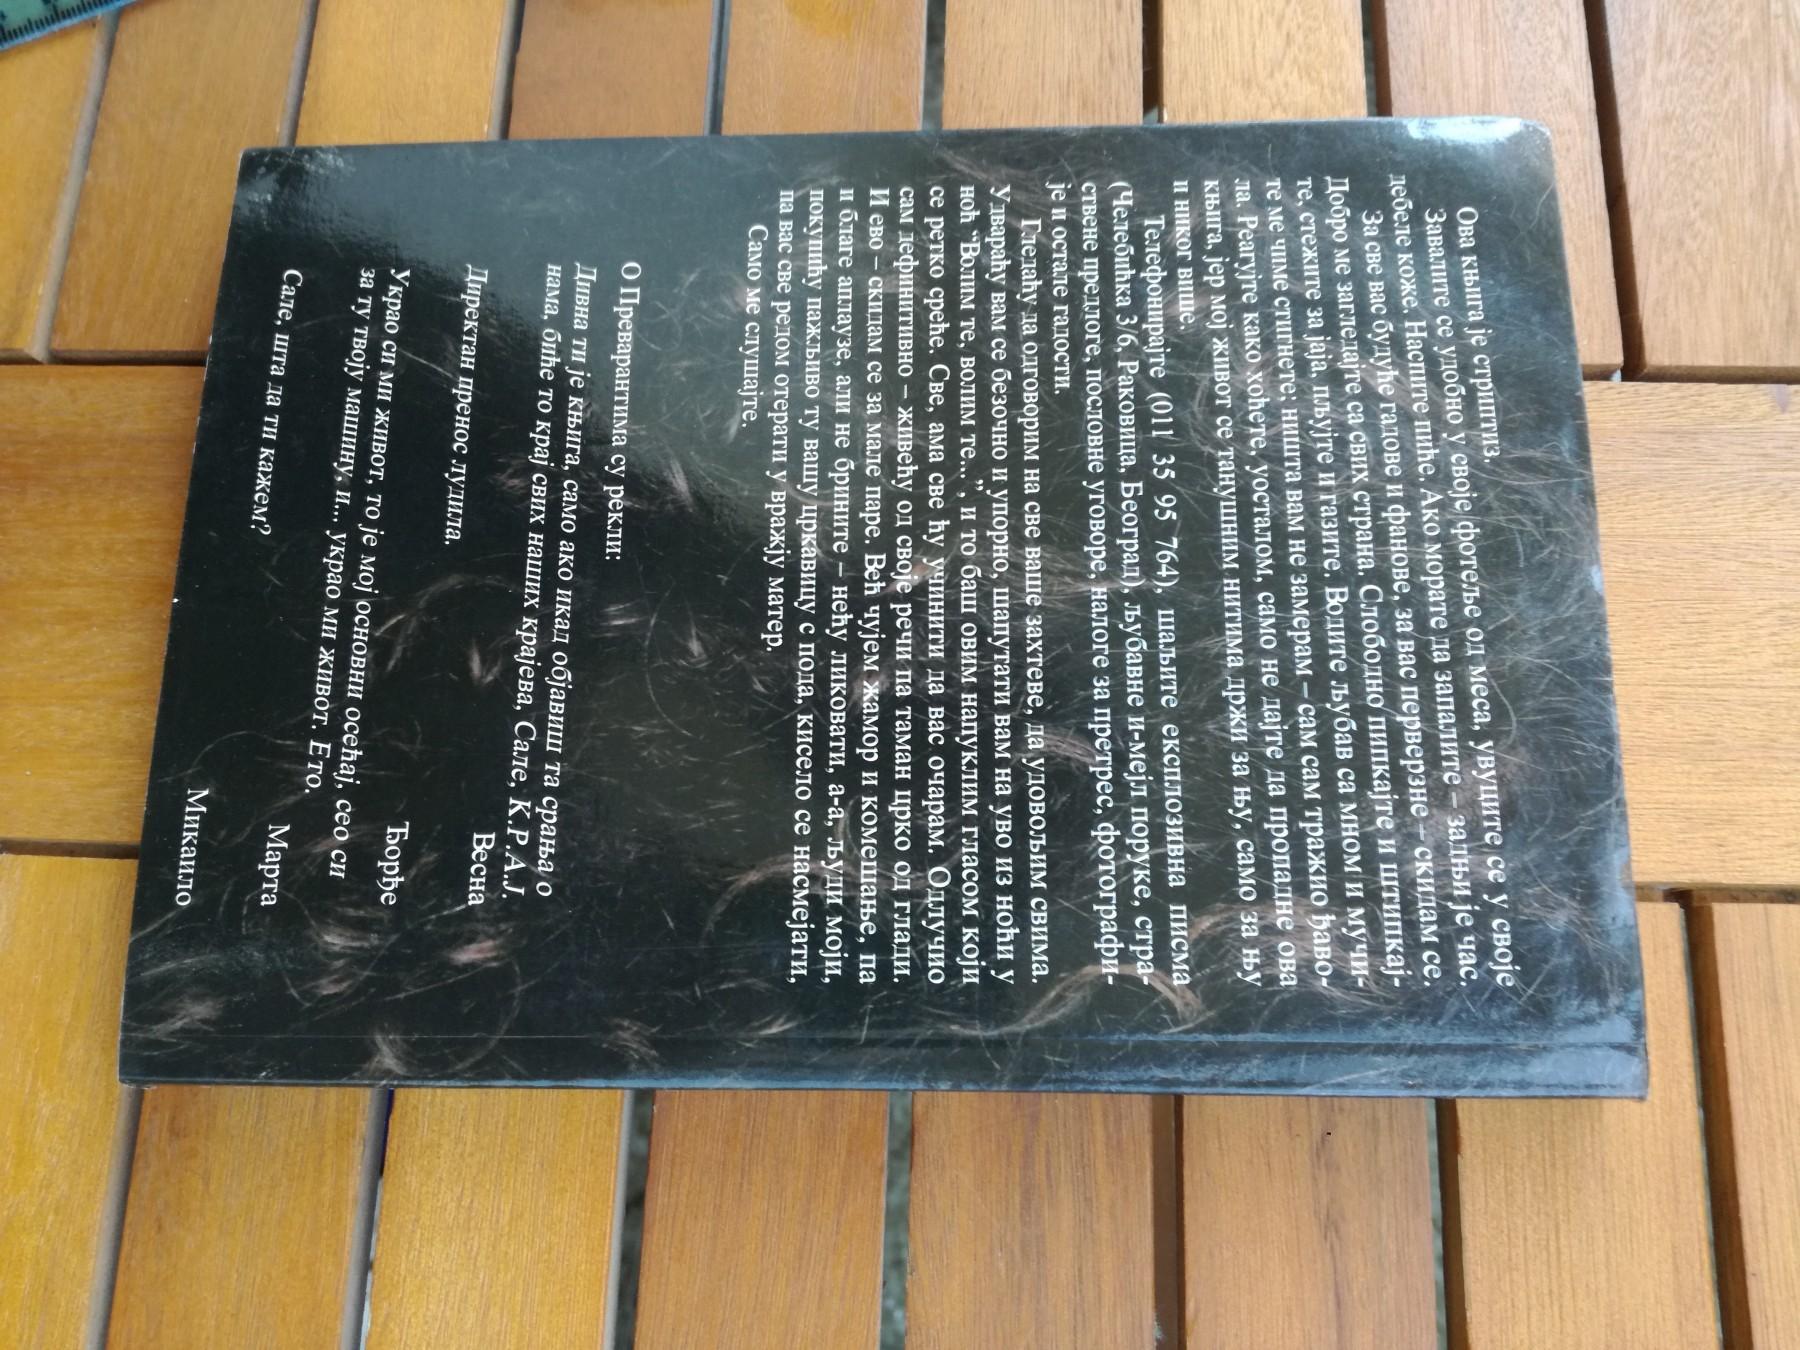 Ова књига је стриптиз.
Завалите се удобно у своје фотеље од меса, увуците се у своје
дебеле коже. Наспите пиће. Ако морате да запалите – задњи је час.
За све вас будуће гадове и фанове, за вас перверзне – скидам се.
Добро ме загледајте са свих страна. Слободно пипкајте и штипкај-
те, стежите за јаја, пљујте и газите. Водите љубав са мном и мучи-
те ме чиме стигнете: ништа вам не замерам – сам сам тражио ђаво-
ла. Реагујте како хоћете, уосталом, само не дајте да пропадне ова
књига, јер мој живот се танушним нитима држи за њу, само за њу
и никог више.
Телефонирајте (011 35 95 764), шаљите експлозивна писма
(Челебићка 3/6, Раковица, Београд), љубавне и-мејл поруке, стра-
ствене предлоге, пословне уговоре, налоге за претрес, фотографи-
је и остале гадости.
Гледаћу да одговорим на све ваше захтеве, да удовољим свима.
Удвараћу вам се безочно и упорно, шапутати вам на уво из ноћи у
ноћ “Волим те, волим те...”, и то баш овим напуклим гласом који
се ретко среће. Све, ама све ћу учинити да вас очарам. Одлучио
сам дефинитивно – живећу од своје речи па таман црко од глади.
И ево – скидам се за мале паре. Већ чујем жамор и комешање, па
и благе аплаузе, али не брините – нећу ликовати, а-а, људи моји,
покупићу пажљиво ту вашу цркавицу с пода, кисело се насмејати,
па вас све редом отерати у вражју матер.
Само ме слушајте.
О Преварантима су рекли:
Дивна ти је књига, само ако икад објавиш та срања о
нама, биће то крај свих наших крајева, Сале, К.Р.А.Ј.
Весна
Директан пренос лудила.
Ђорђе
Украо си ми живот, то је мој основни осећај, сео си
за ту твоју машину, и... украо ми живот. Ето.
Марта
Сале, шта да ти кажем?
Микаило